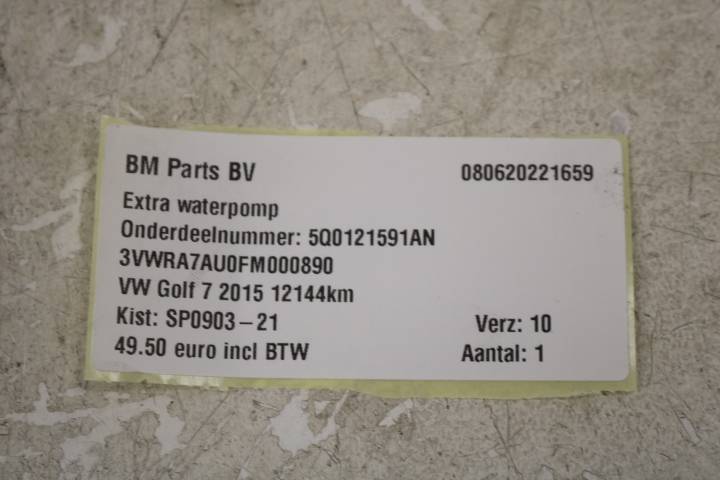 BM Parts BV 080620221659
Extra waterpomp
Onderdeelnummer: 5Q0121591AN
3VWRA7AU0FM000890
VW Golf 7 2015 12144km
Kist: SP0903-21 Verz: 10
49.50 euro incl BTW Aantal: 1